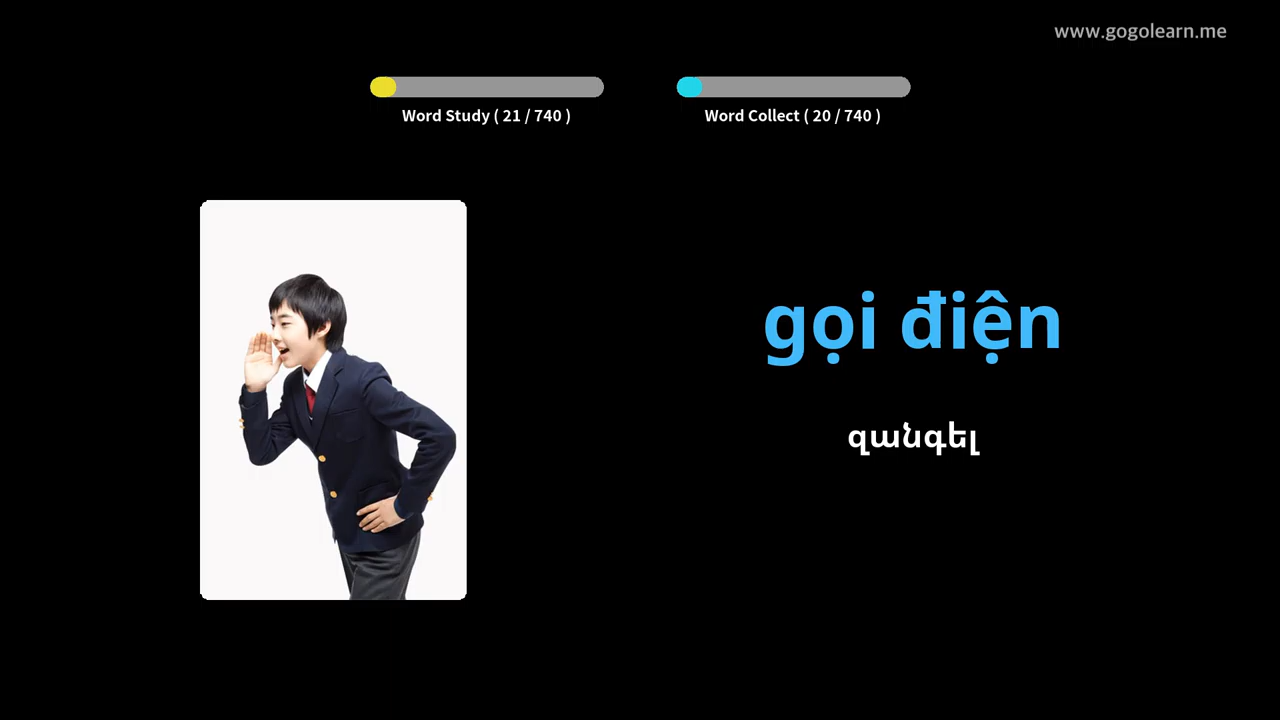 www.gogolearn.me
Word Study ( 21 / 740 )
Word Collect ( 20 / 740 )
gọi điện
զանգել